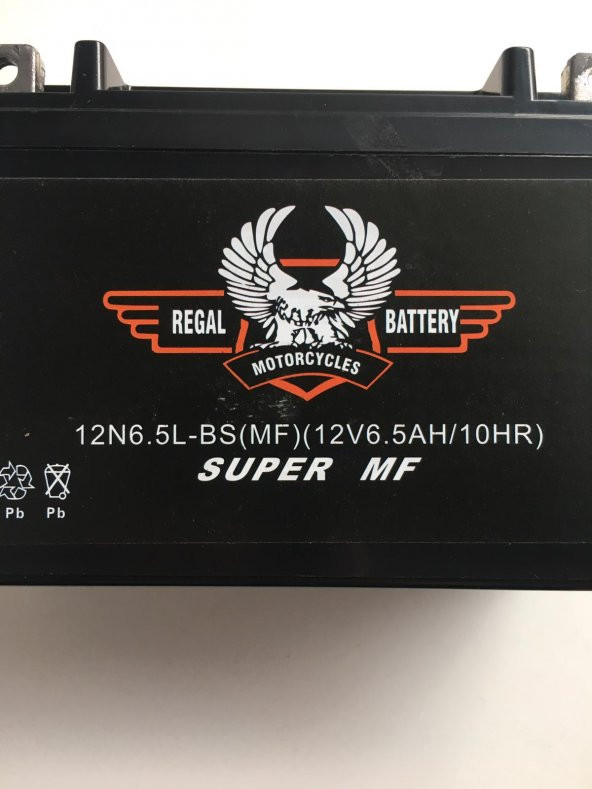 REGAL BATTERY
MOTORCYCLES
12N6.5L-BS(MF)(12V6.5AH/10HR)
SUPER MF
Pb Pb